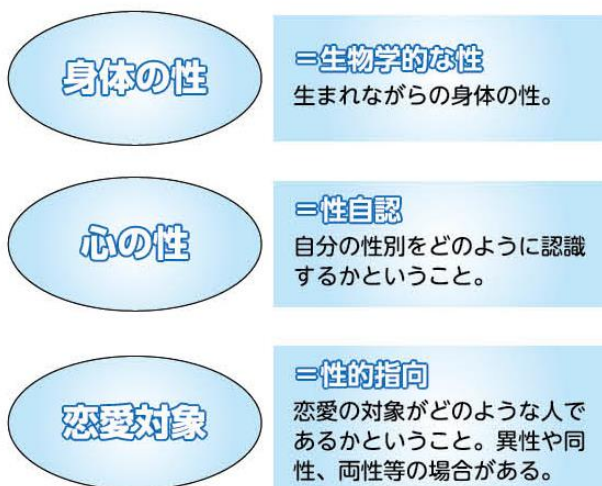 身体の性
=生物学的な性
生まれながらの身体の性。
心の性
=性自認
自分の性別をどのように認識
するかということ。
恋愛対象
=性的指向
恋愛の対象がどのような人で
あるかということ。異性や同
性、両性等の場合がある。